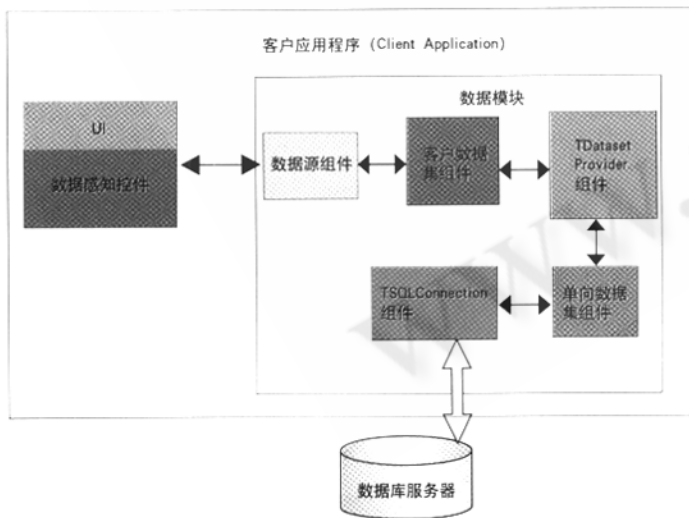 客户应用程序 (Client Application)
数据模块
UI
数据感知控件
数据源组件
客户数据
集组件
TDataset
Provider
组件
TSQLConnection
组件
单向数据
集组件
数据库服务器
www.